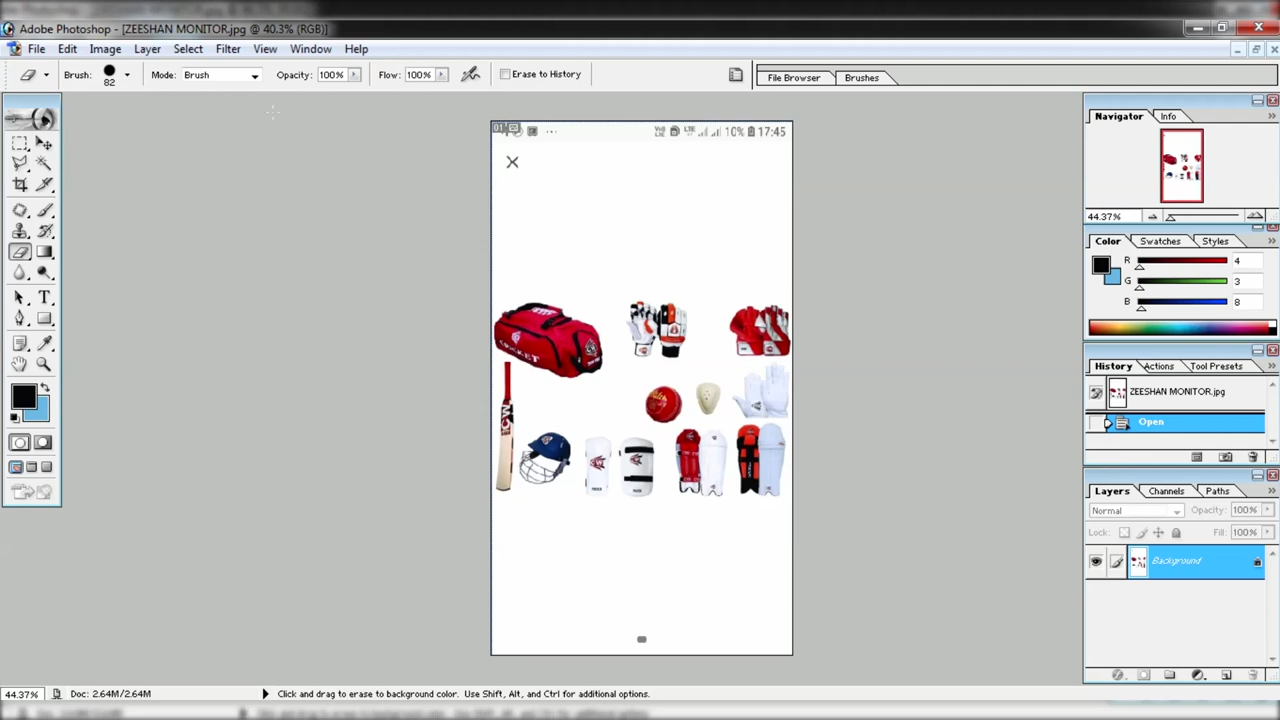 Adobe Photoshop - [ZEESHAN MONITOR.jpg @ 40.3% (RGB)]
File Edit Image Layer Select Filter View Window Help
Brush: 82 Mode: Brush Opacity: 100% Flow: 100% Erase to History
File Browser Brushes
Navigator Info
44.37%
Color Swatches Styles
R 4
G 3
B 8
History Actions Tool Presets
ZEESHAN MONITOR.jpg
Open
Layers Channels Paths
Normal Opacity: 100%
Lock: Fill: 100%
Background
01
LTE 10% 17:45
CRICKET
CW
T
44.37% Doc: 2.64M/2.64M Click and drag to erase to background color. Use Shift, Alt, and Ctrl for additional options.